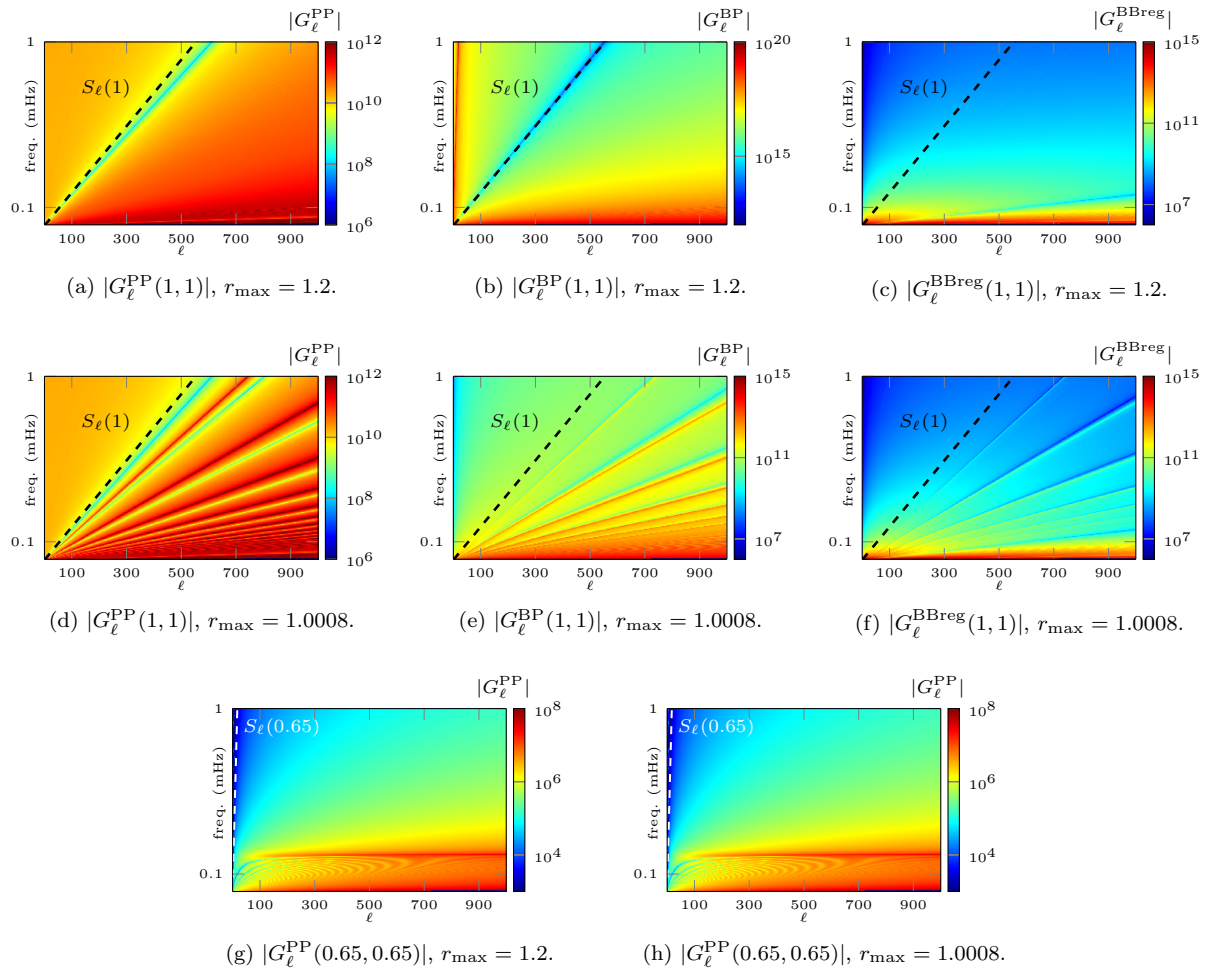 |G_ℓ^PP|
10^12
10^10
10^8
10^6
1
0.1
freq. (mHz)
S_ℓ(1)
100 300 500 700 900
ℓ
(a) |G_ℓ^PP(1, 1)|, r_max = 1.2.
|G_ℓ^BP|
10^20
10^15
S_ℓ(1)
100 300 500 700 900
ℓ
1
0.1
freq. (mHz)
(b) |G_ℓ^BP(1, 1)|, r_max = 1.2.
|G_ℓ^BBreg|
10^15
10^11
10^7
1
0.1
freq. (mHz)
S_ℓ(1)
100 300 500 700 900
ℓ
(c) |G_ℓ^BBreg(1, 1)|, r_max = 1.2.
|G_ℓ^PP|
10^12
10^10
10^8
10^6
1
0.1
freq. (mHz)
S_ℓ(1)
100 300 500 700 900
ℓ
(d) |G_ℓ^PP(1, 1)|, r_max = 1.0008.
|G_ℓ^BP|
10^15
10^11
10^7
1
0.1
freq. (mHz)
S_ℓ(1)
100 300 500 700 900
ℓ
(e) |G_ℓ^BP(1, 1)|, r_max = 1.0008.
|G_ℓ^BBreg|
10^15
10^11
10^7
1
0.1
freq. (mHz)
S_ℓ(1)
100 300 500 700 900
ℓ
(f) |G_ℓ^BBreg(1, 1)|, r_max = 1.0008.
|G_ℓ^PP|
10^8
10^6
10^4
1
0.1
freq. (mHz)
S_ℓ(0.65)
100 300 500 700 900
ℓ
(g) |G_ℓ^PP(0.65, 0.65)|, r_max = 1.2.
|G_ℓ^PP|
10^8
10^6
10^4
1
0.1
freq. (mHz)
S_ℓ(0.65)
100 300 500 700 900
ℓ
(h) |G_ℓ^PP(0.65, 0.65)|, r_max = 1.0008.